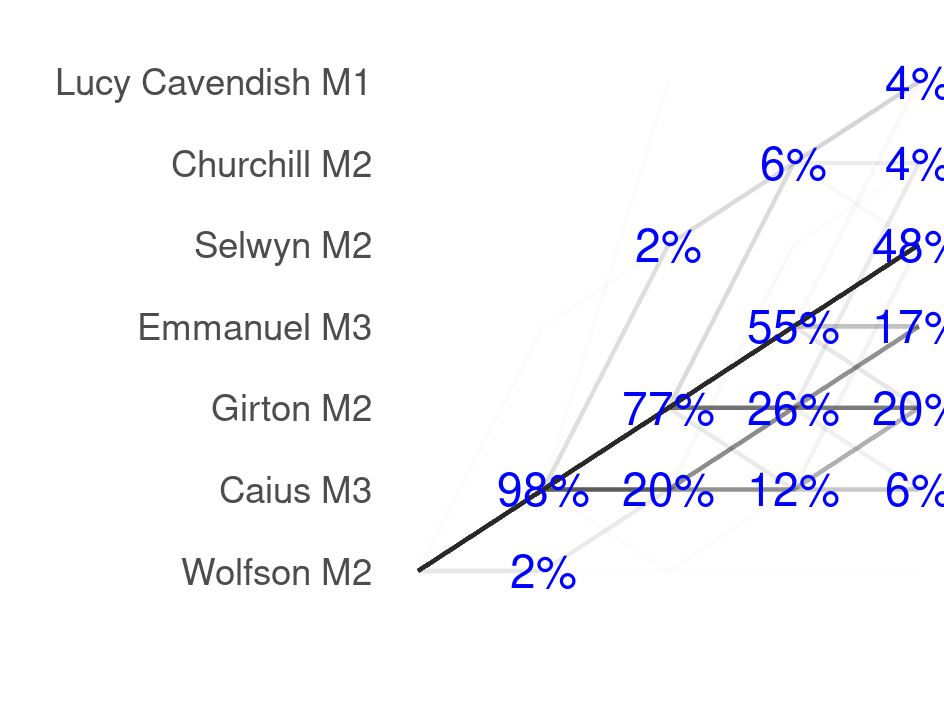 Lucy Cavendish M1 4%
Churchill M2 6% 4%
Selwyn M2 2% 48%
Emmanuel M3 55% 17%
Girton M2 77% 26% 20%
Caius M3 98% 20% 12% 6%
Wolfson M2 2%